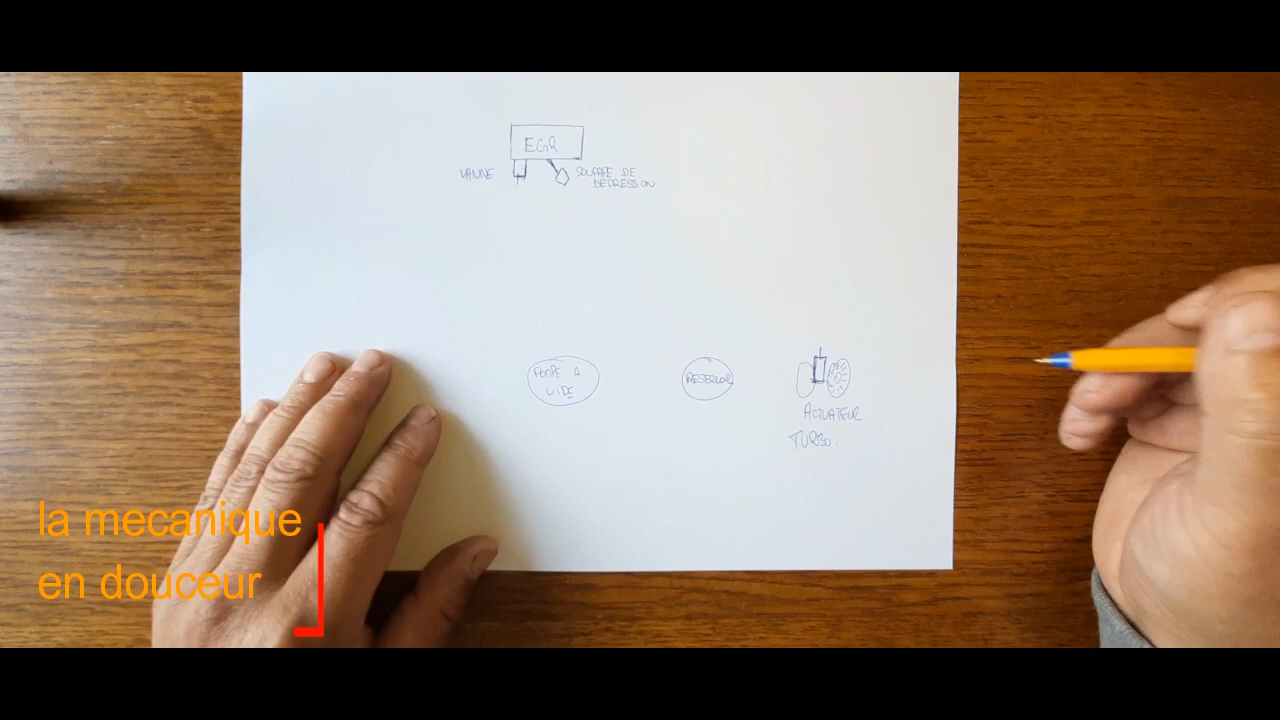 EGR
VANNE
SOUPAPE DE
DEPRESSION
POMPE A
VIDE
RESERVOIR
ACTUATEUR
TURBO.
la mecanique
en douceur